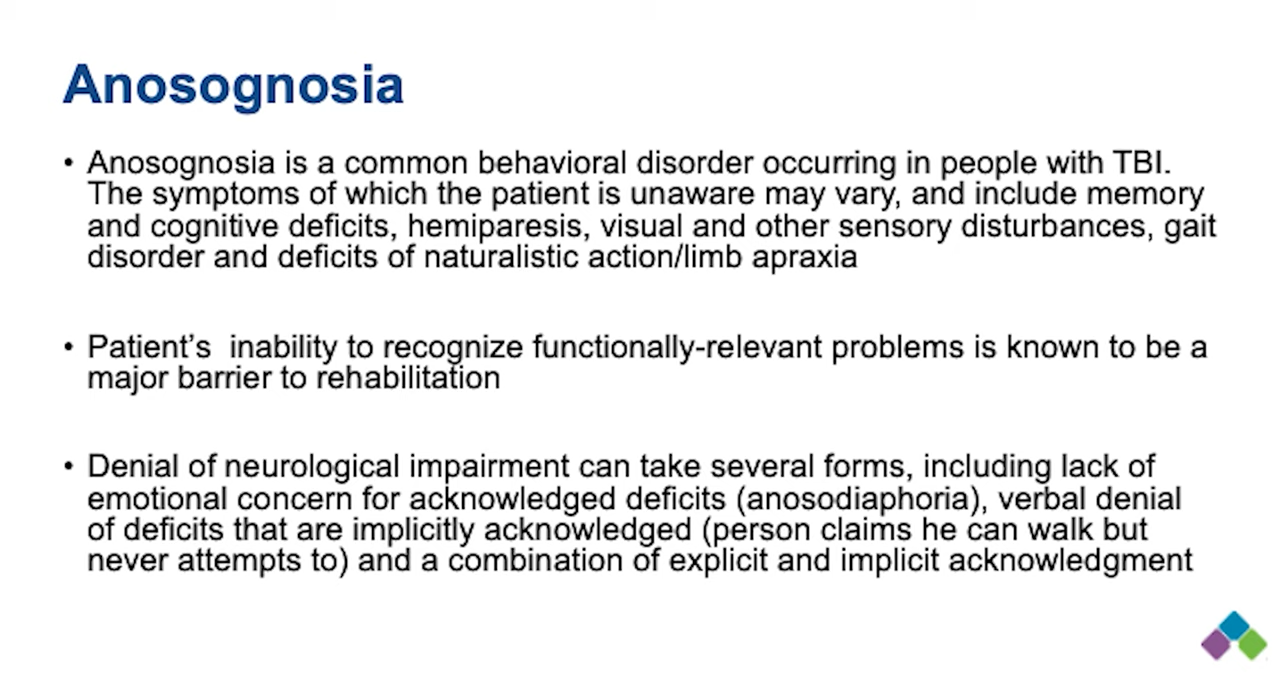 Anosognosia
• Anosognosia is a common behavioral disorder occurring in people with TBI.
The symptoms of which the patient is unaware may vary, and include memory
and cognitive deficits, hemiparesis, visual and other sensory disturbances, gait
disorder and deficits of naturalistic action/limb apraxia
• Patient’s  inability to recognize functionally-relevant problems is known to be a
major barrier to rehabilitation
• Denial of neurological impairment can take several forms, including lack of
emotional concern for acknowledged deficits (anosodiaphoria), verbal denial
of deficits that are implicitly acknowledged (person claims he can walk but
never attempts to) and a combination of explicit and implicit acknowledgment